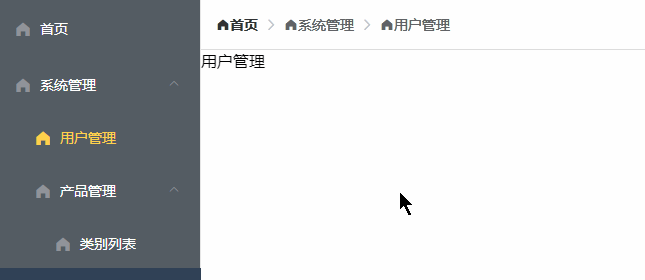 首页
系统管理
用户管理
产品管理
类别列表
首页 > 系统管理 > 用户管理
用户管理